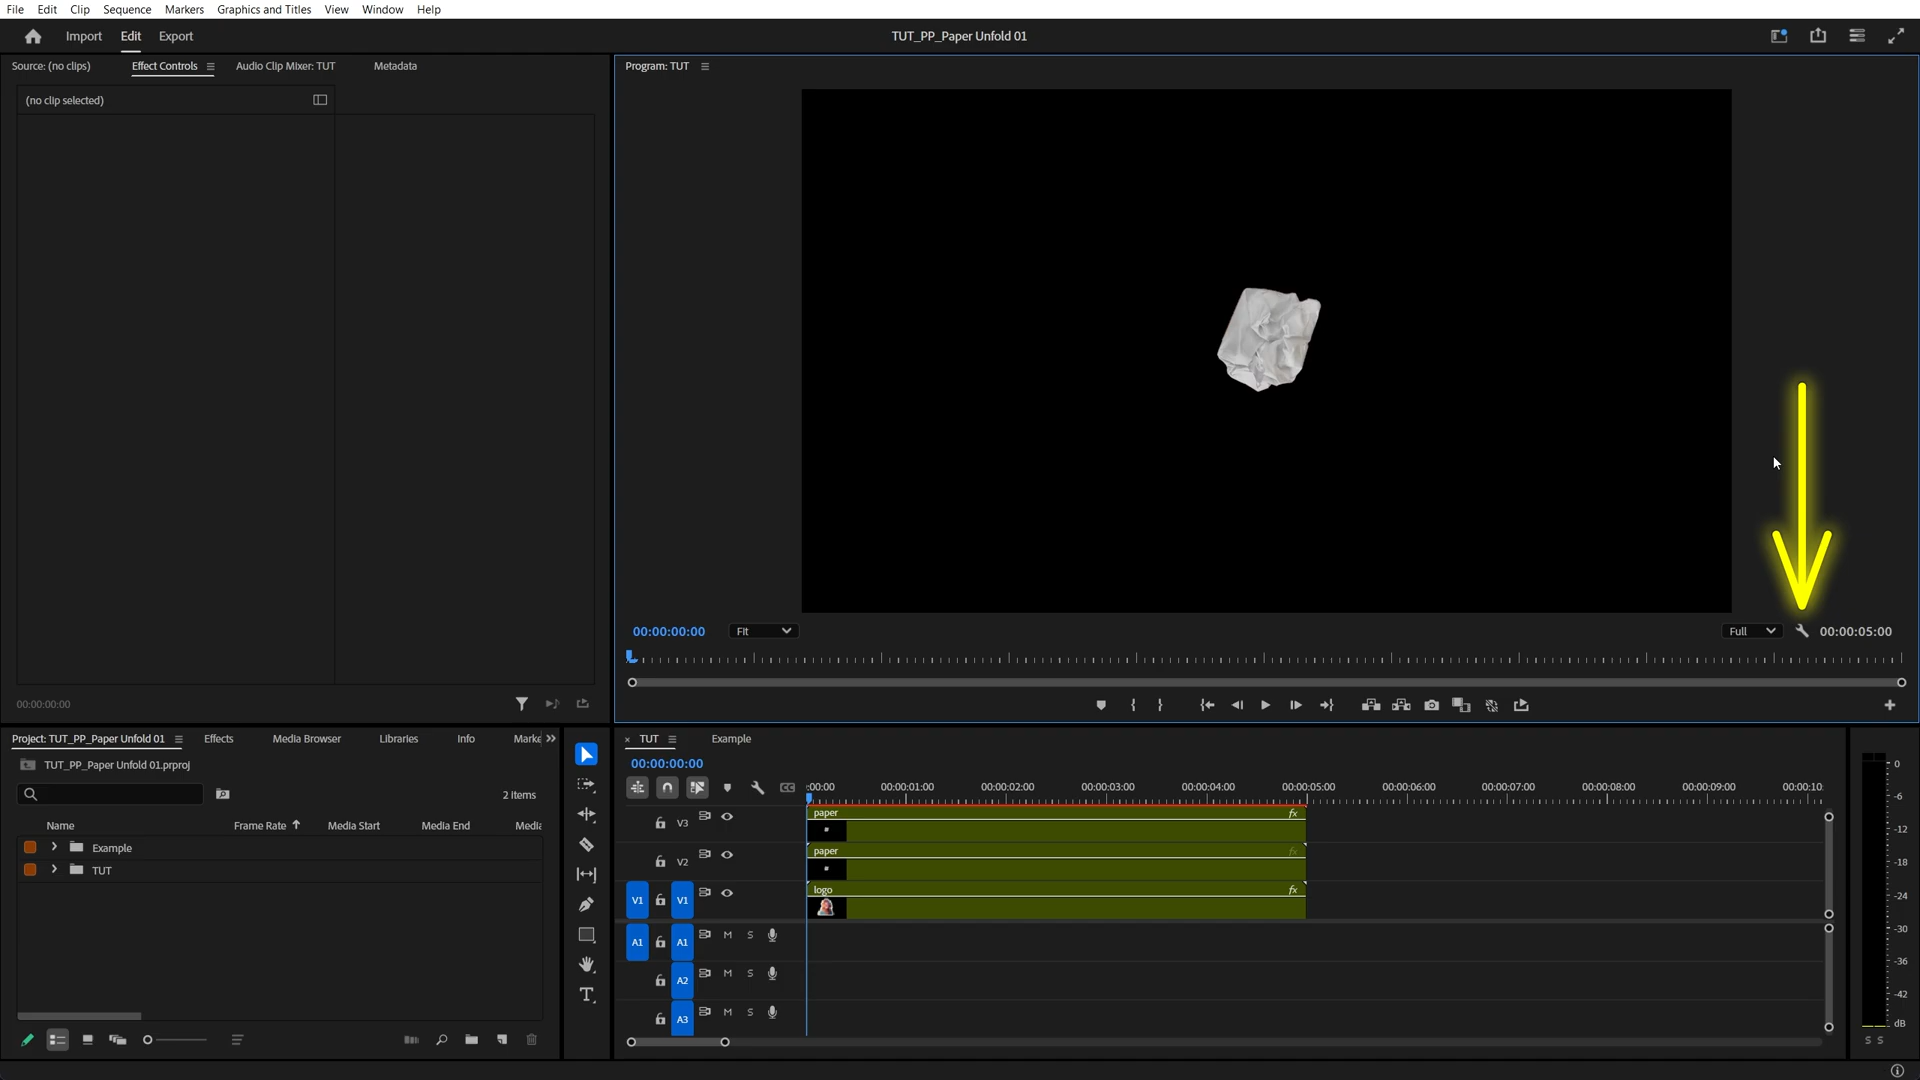 File Edit Clip Sequence Markers Graphics and Titles View Window Help
Import Edit Export TUT_PP_Paper Unfold 01
Source: (no clips) Effect Controls Audio Clip Mixer: TUT Metadata Program: TUT
(no clip selected)
00:00:00:00 Fit Full 00:00:05:00
00:00:00:00
Project: TUT_PP_Paper Unfold 01 Effects Media Browser Libraries Info Marke TUT Example
TUT_PP_Paper Unfold 01.prproj 00:00:00:00
2 Items :00:00 00:00:01:00 00:00:02:00 00:00:03:00 00:00:04:00 00:00:05:00 00:00:06:00 00:00:07:00 00:00:08:00 00:00:09:00 00:00:10:
Name Frame Rate Media Start Media End Media
Example
TUT
V3 paper fx
V2 paper fx
V1 V1 logo fx
A1 A1 M S
A2 M S
A3 M S
0
-6
-12
-18
-24
-30
-36
-42
dB
S S